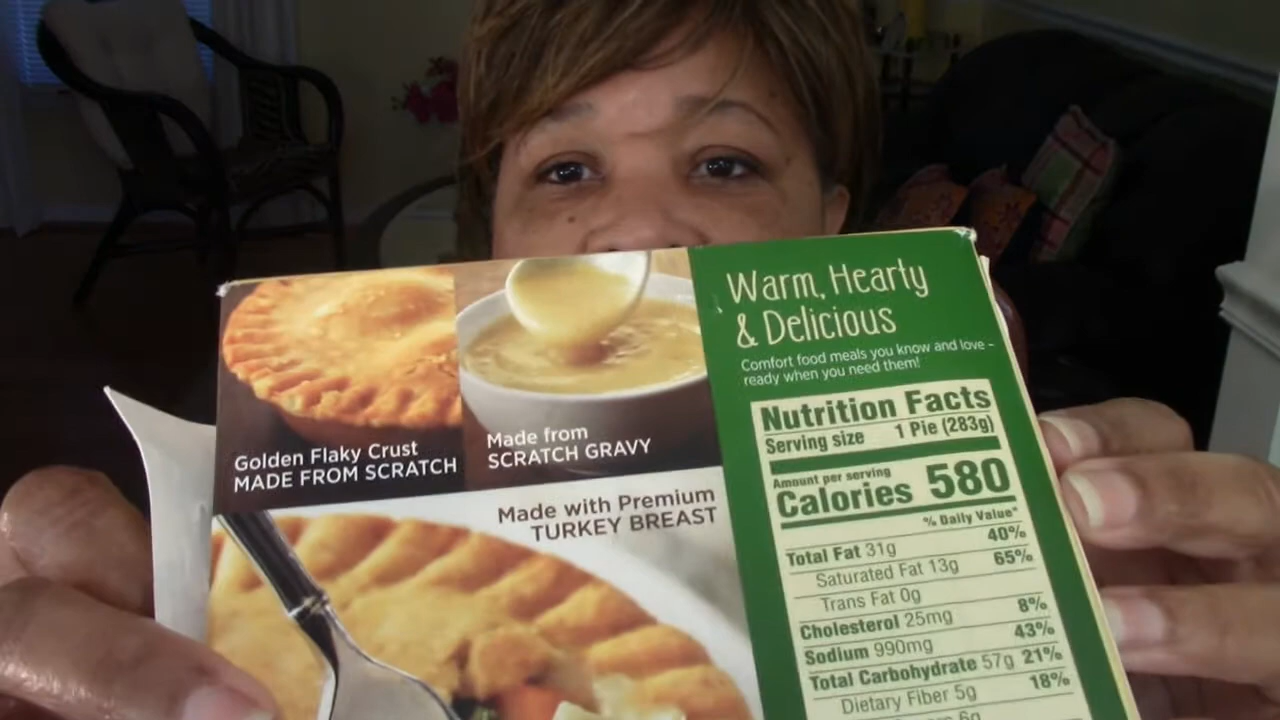 Golden Flaky Crust
MADE FROM SCRATCH
Made from
SCRATCH GRAVY
Made with Premium
TURKEY BREAST
Warm, Hearty
& Delicious
Comfort food meals you know and love –
ready when you need them!
Nutrition Facts
Serving size 1 Pie (283g)
Amount per serving
Calories 580
% Daily Value*
Total Fat 31g 40%
Saturated Fat 13g 65%
Trans Fat 0g
Cholesterol 25mg 8%
Sodium 990mg 43%
Total Carbohydrate 57g 21%
Dietary Fiber 5g 18%
6g